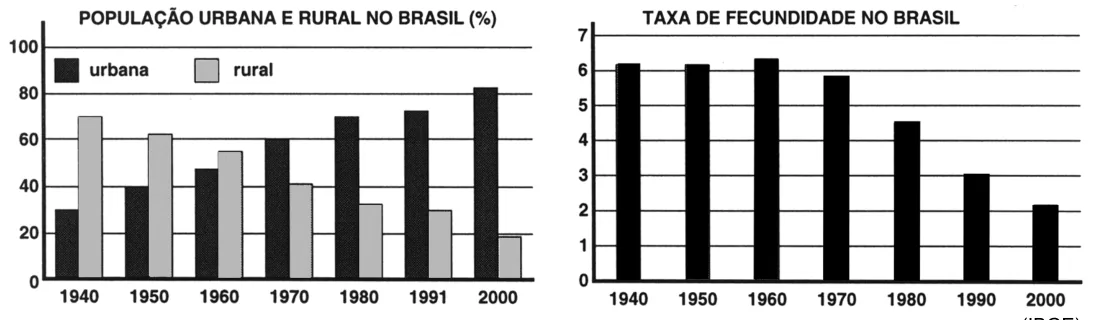 POPULAÇÃO URBANA E RURAL NO BRASIL (%)
100
80
60
40
20
0
urbana
rural
1940 1950 1960 1970 1980 1991 2000
TAXA DE FECUNDIDADE NO BRASIL
7
6
5
4
3
2
1
0
1940 1950 1960 1970 1980 1990 2000